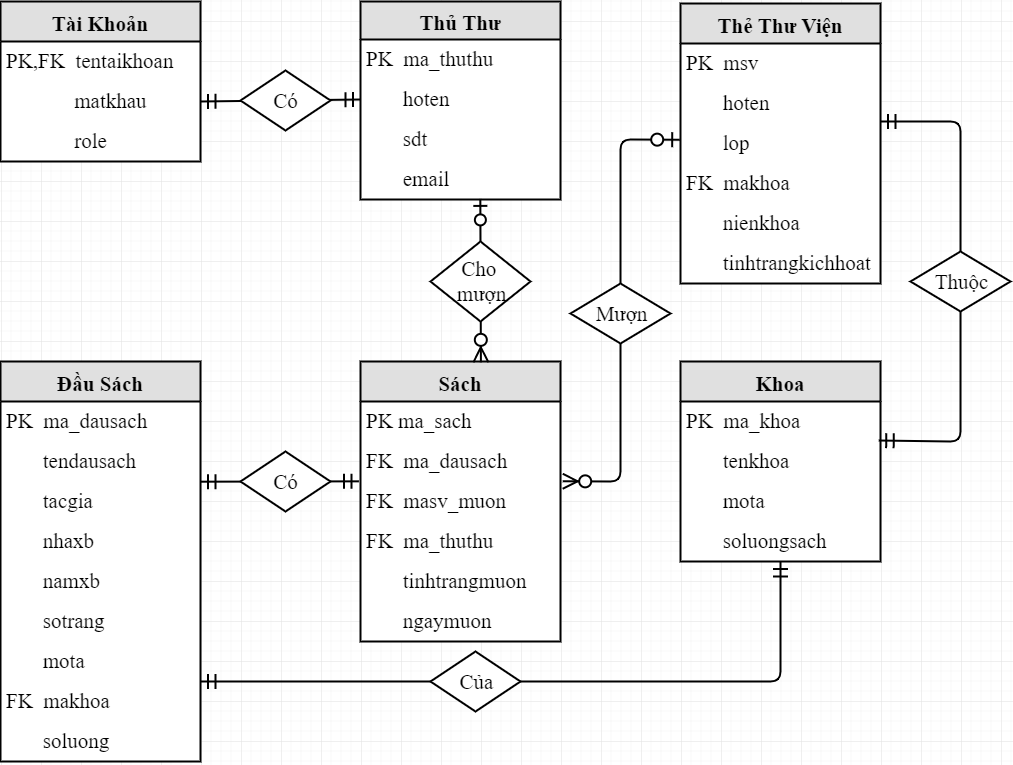 Tài Khoản
PK,FK tentaikhoan
matkhau
role
Có
Thủ Thư
PK ma_thuthu
hoten
sdt
email
Thẻ Thư Viện
PK msv
hoten
lop
FK makhoa
nienkhoa
tinhtrangkichhoat
Cho
mượn
Mượn
Thuộc
Đầu Sách
PK ma_dausach
tendausach
tacgia
nhaxb
namxb
sotrang
mota
FK makhoa
soluong
Có
Sách
PK ma_sach
FK ma_dausach
FK masv_muon
FK ma_thuthu
tinhtrangmuon
ngaymuon
Khoa
PK ma_khoa
tenkhoa
mota
soluongsach
Của